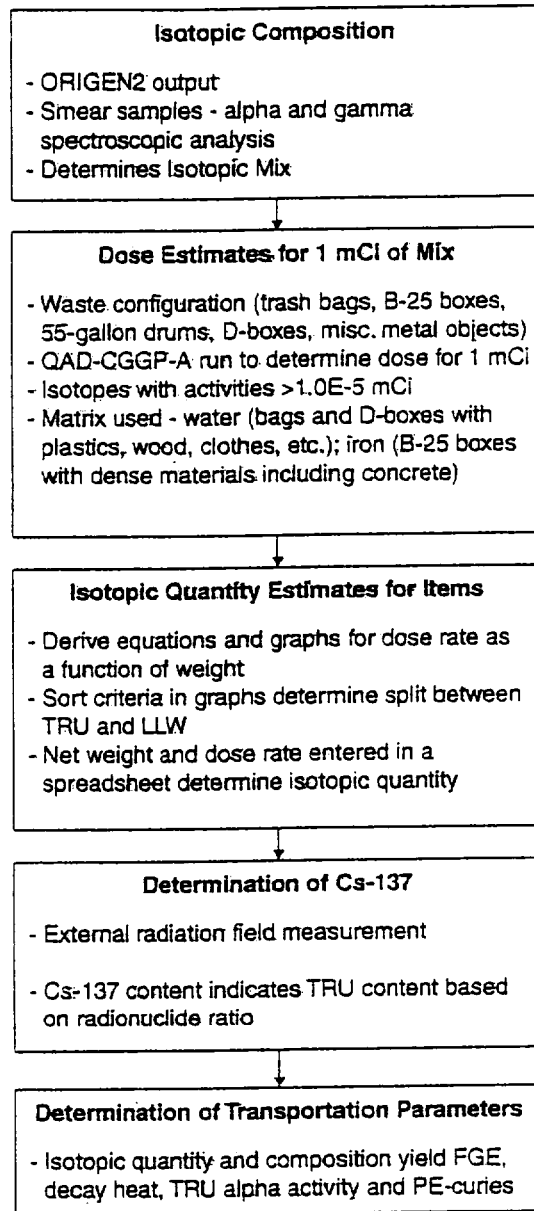 Isotopic Composition
- ORIGEN2 output
- Smear samples - alpha and gamma
spectroscopic analysis
- Determines Isotopic Mix
Dose Estimates for 1 mCi of Mix
- Waste configuration (trash bags, B-25 boxes,
55-gallon drums, D-boxes, misc. metal objects)
- QAD-CGGP-A run to determine dose for 1 mCi
- Isotopes with activities >1.0E-5 mCi
- Matrix used - water (bags and D-boxes with
plastics, wood, clothes, etc.); iron (B-25 boxes
with dense materials including concrete)
Isotopic Quantity Estimates for Items
- Derive equations and graphs for dose rate as
a function of weight
- Sort criteria in graphs determine split between
TRU and LLW
- Net weight and dose rate entered in a
spreadsheet determine isotopic quantity
Determination of Cs-137
- External radiation field measurement
- Cs-137 content indicates TRU content based
on radionuclide ratio
Determination of Transportation Parameters
- Isotopic quantity and composition yield FGE,
decay heat, TRU alpha activity and PE-curies